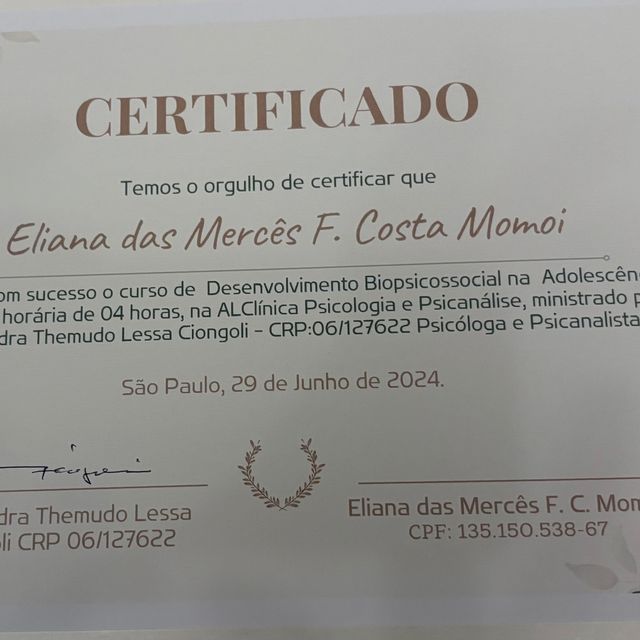 CERTIFICADO
Temos o orgulho de certificar que
Eliana das Mercês F. Costa Momoi
om sucesso o curso de Desenvolvimento Biopsicossocial na Adolescên
horária de 04 horas, na ALClínica Psicologia e Psicanálise, ministrado p
dra Themudo Lessa Ciongoli - CRP:06/127622 Psicóloga e Psicanalista
São Paulo, 29 de Junho de 2024.
dra Themudo Lessa
li CRP 06/127622
Eliana das Mercês F. C. Mom
CPF: 135.150.538-67